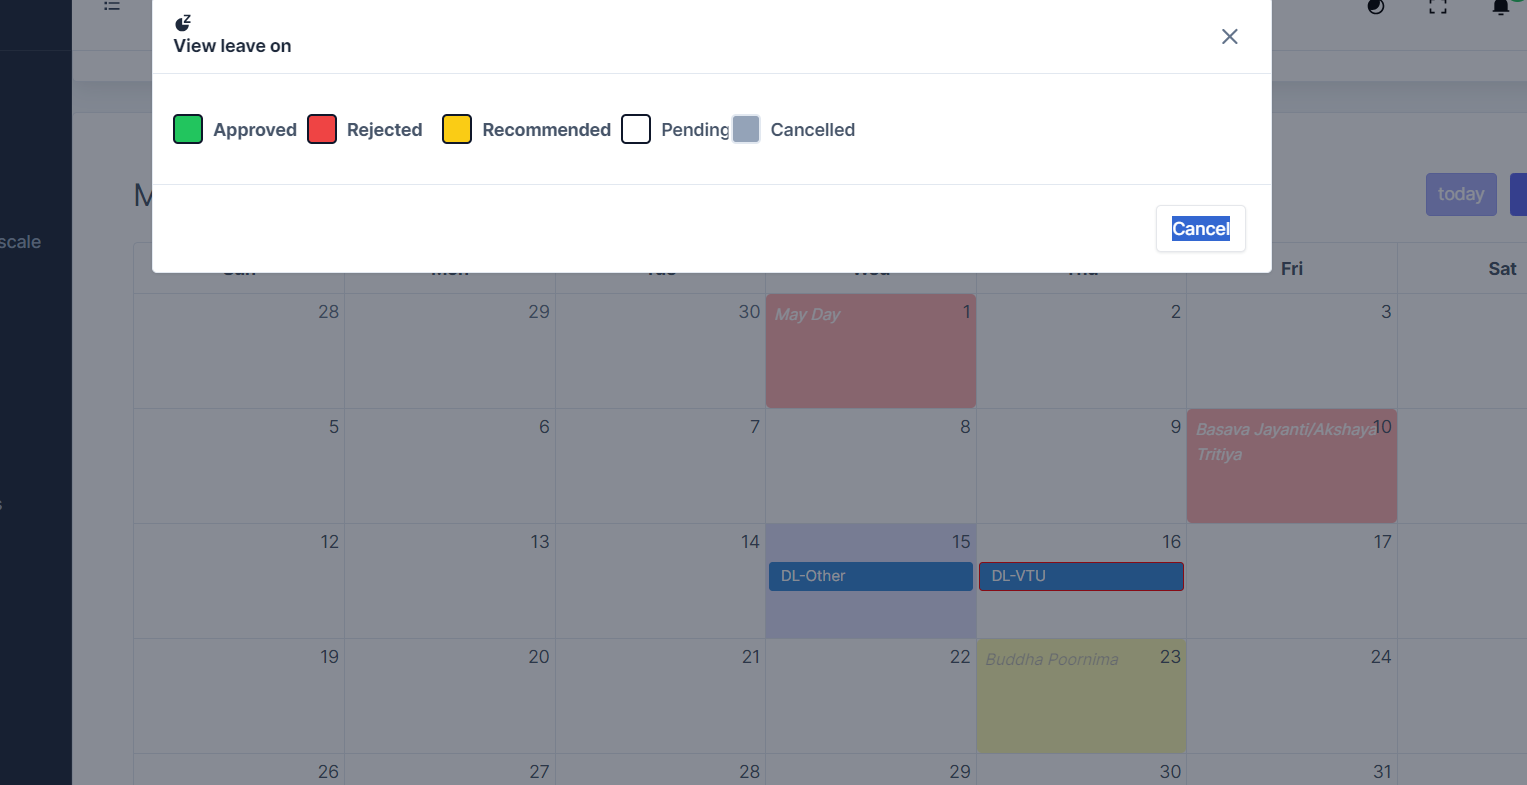 View leave on
Approved Rejected Recommended Pending Cancelled
today
scale
Cancel
Fri Sat
28 29 30 May Day 1 2 3
5 6 7 8 9 Basava Jayanti/Akshaya 10
Tritiya
12 13 14 15 16 17
DL-Other DL-VTU
19 20 21 22 Buddha Poornima 23 24
26 27 28 29 30 31